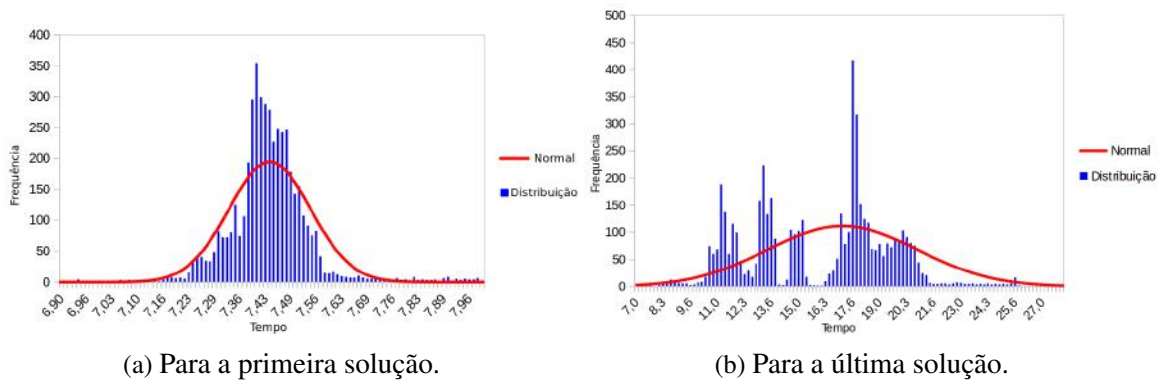 400
350
300
250
200
150
100
50
0
Frequência
6,90 6,96 7,03 7,10 7,16 7,23 7,29 7,36 7,43 7,49 7,56 7,63 7,69 7,76 7,83 7,89 7,96
Tempo
Normal
Distribuição
(a) Para a primeira solução.
500
450
400
350
300
250
200
150
100
50
0
Frequência
7,0 8,3 9,6 11,0 12,3 13,6 15,0 16,3 17,6 19,0 20,3 21,6 23,0 24,3 25,6 27,0
Tempo
Normal
Distribuição
(b) Para a última solução.